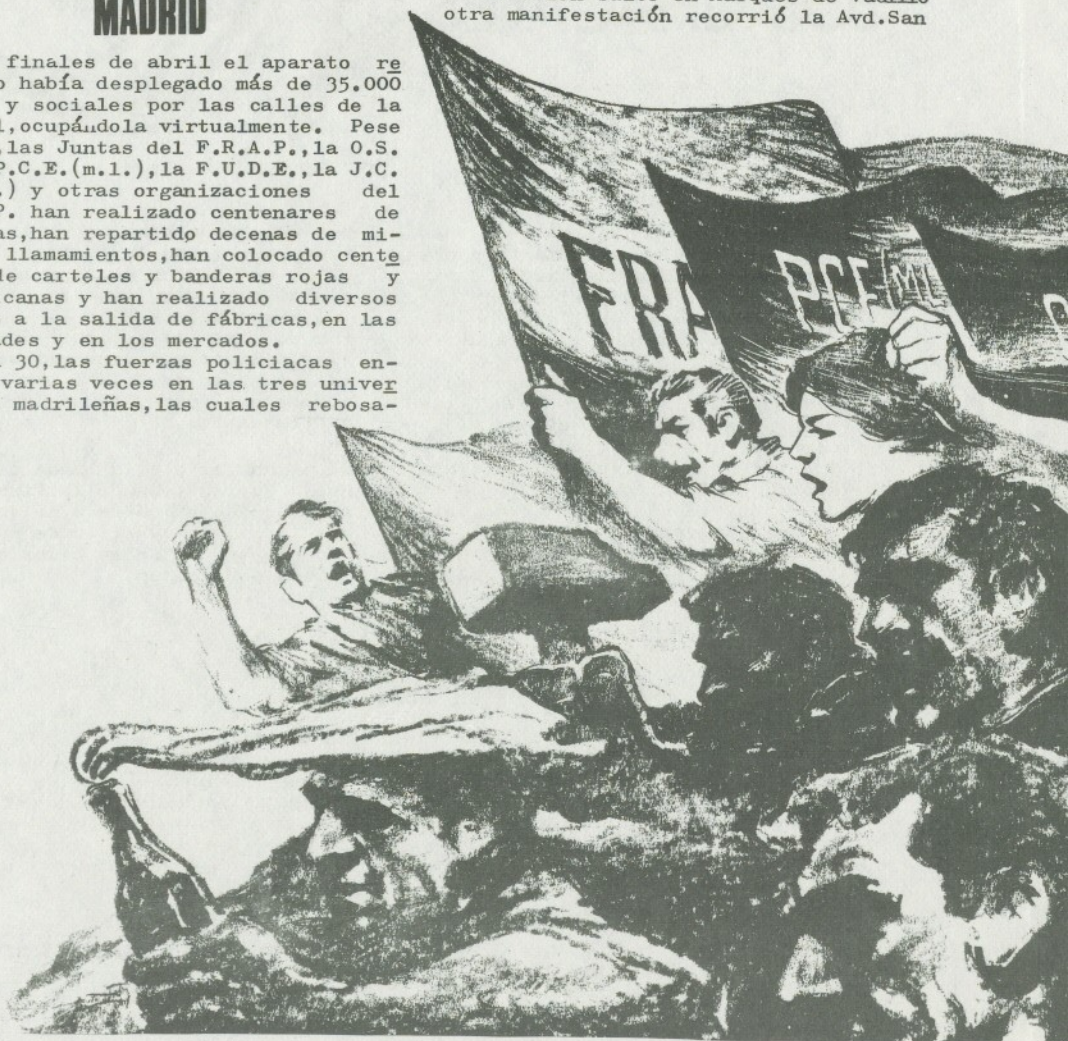 MADRID
finales de abril el aparato re
o había desplegado más de 35.000
y sociales por las calles de la
l,ocupándola virtualmente. Pese
,las Juntas del F.R.A.P.,la O.S.
P.C.E.(m.l.),la F.U.D.E.,la J.C.
.) y otras organizaciones del
P. han realizado centenares de
as,han repartido decenas de mi-
llamamientos,han colocado cente
de carteles y banderas rojas y
canas y han realizado diversos
a la salida de fábricas,en las
des y en los mercados.
30,las fuerzas policiacas en-
varias veces en las tres univer
madrileñas,las cuales rebosa-
otra manifestación recorrió la Avd.San
FRA
PCE(ML